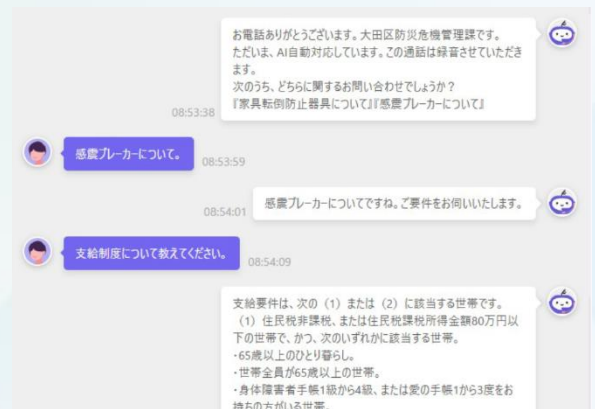 お電話ありがとうございます。大田区防災危機管理課です。
ただいま、AI自動対応しています。この通話は録音させていただき
ます。
次のうち、どちらに関するお問い合わせでしょうか？
『家具転倒防止器具について』『感震ブレーカーについて』
08:53:38
感震ブレーカーについて。
08:53:59
感震ブレーカーについてですね。ご要件をお伺いいたします。
08:54:01
支給制度について教えてください。
08:54:09
支給要件は、次の（1）または（2）に該当する世帯です。
（1）住民税非課税、または住民税課税所得金額80万円以
下の世帯で、かつ、次のいずれかに該当する世帯。
・65歳以上のひとり暮らし。
・世帯全員が65歳以上の世帯。
・身体障害者手帳1級から4級、または愛の手帳1から3度をお
持ちの方がいる世帯。